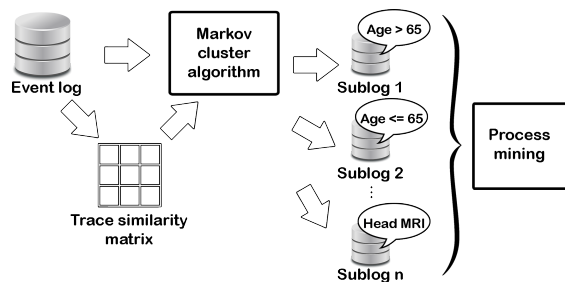 Event log
Trace similarity
matrix
Markov
cluster
algorithm
Age > 65
Sublog 1
Age <= 65
Sublog 2
⋮
Head MRI
Sublog n
Process
mining